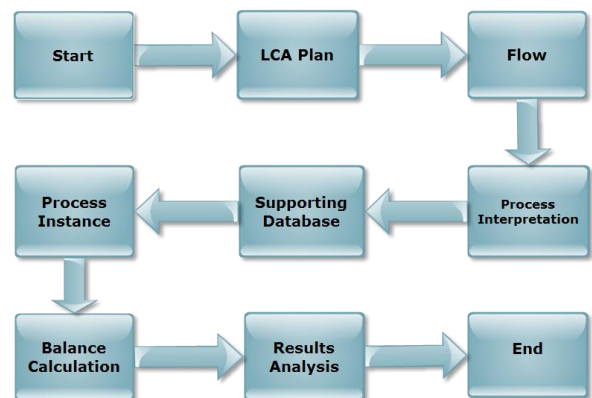 Start
LCA Plan
Flow
Process
Interpretation
Supporting
Database
Process
Instance
Balance
Calculation
Results
Analysis
End